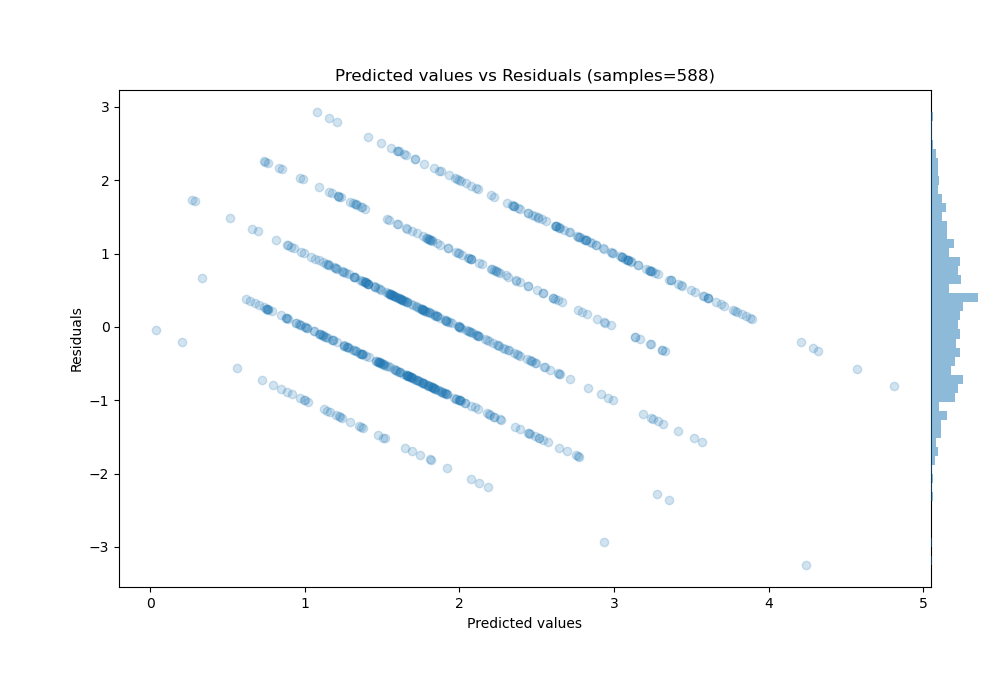 Predicted values vs Residuals (samples=588)
3
2
1
0
−1
−2
−3
Residuals
0 1 2 3 4 5
Predicted values